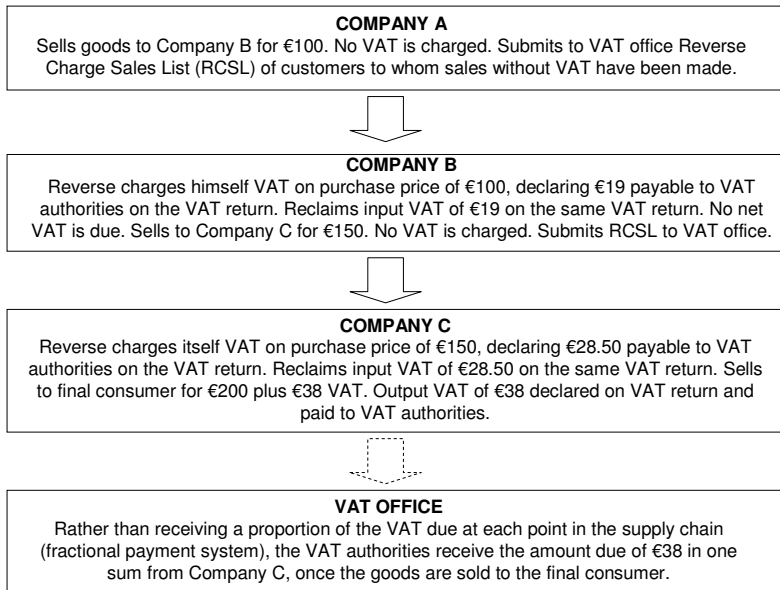 COMPANY A
Sells goods to Company B for €100. No VAT is charged. Submits to VAT office Reverse
Charge Sales List (RCSL) of customers to whom sales without VAT have been made.
COMPANY B
Reverse charges himself VAT on purchase price of €100, declaring €19 payable to VAT
authorities on the VAT return. Reclaims input VAT of €19 on the same VAT return. No net
VAT is due. Sells to Company C for €150. No VAT is charged. Submits RCSL to VAT office.
COMPANY C
Reverse charges itself VAT on purchase price of €150, declaring €28.50 payable to VAT
authorities on the VAT return. Reclaims input VAT of €28.50 on the same VAT return. Sells
to final consumer for €200 plus €38 VAT. Output VAT of €38 declared on VAT return and
paid to VAT authorities.
VAT OFFICE
Rather than receiving a proportion of the VAT due at each point in the supply chain
(fractional payment system), the VAT authorities receive the amount due of €38 in one
sum from Company C, once the goods are sold to the final consumer.